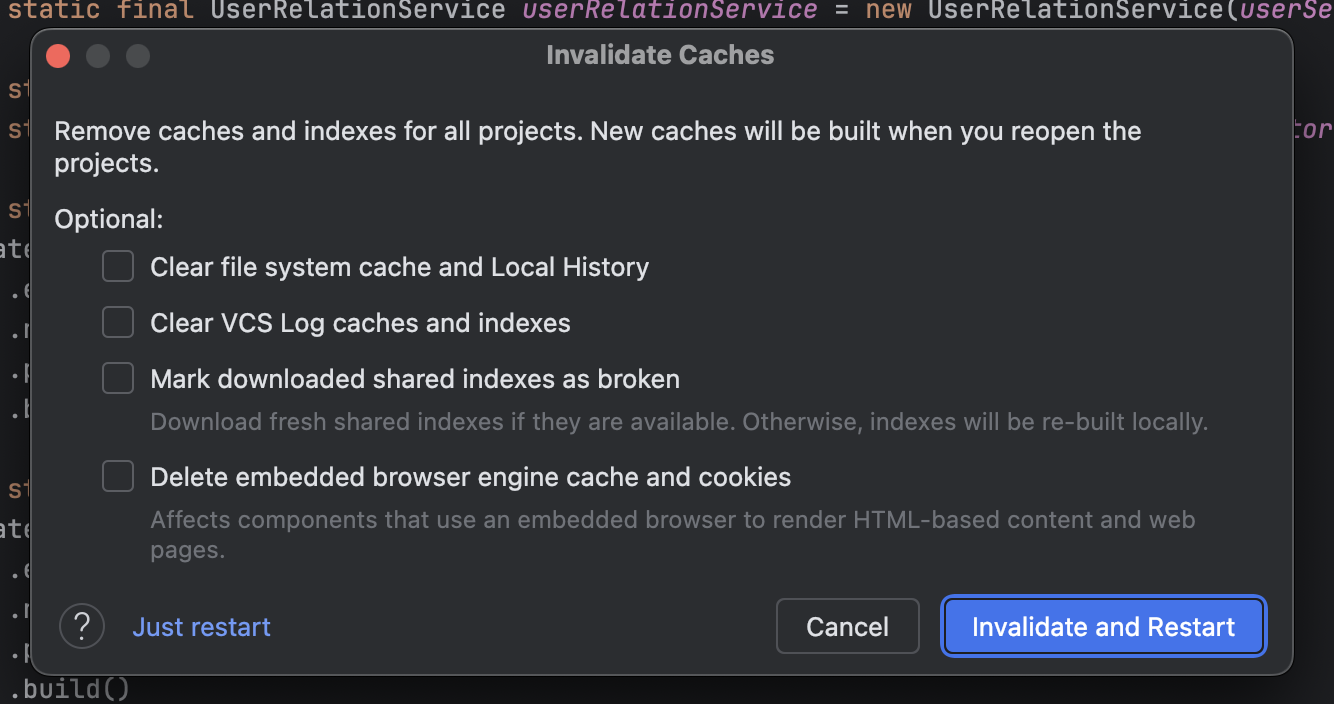 static final UserRelationService userRelationService = new UserRelationService(userSe
Invalidate Caches
Remove caches and indexes for all projects. New caches will be built when you reopen the
projects.
Optional:
Clear file system cache and Local History
Clear VCS Log caches and indexes
Mark downloaded shared indexes as broken
Download fresh shared indexes if they are available. Otherwise, indexes will be re-built locally.
Delete embedded browser engine cache and cookies
Affects components that use an embedded browser to render HTML-based content and web
pages.
? Just restart Cancel Invalidate and Restart
.build()